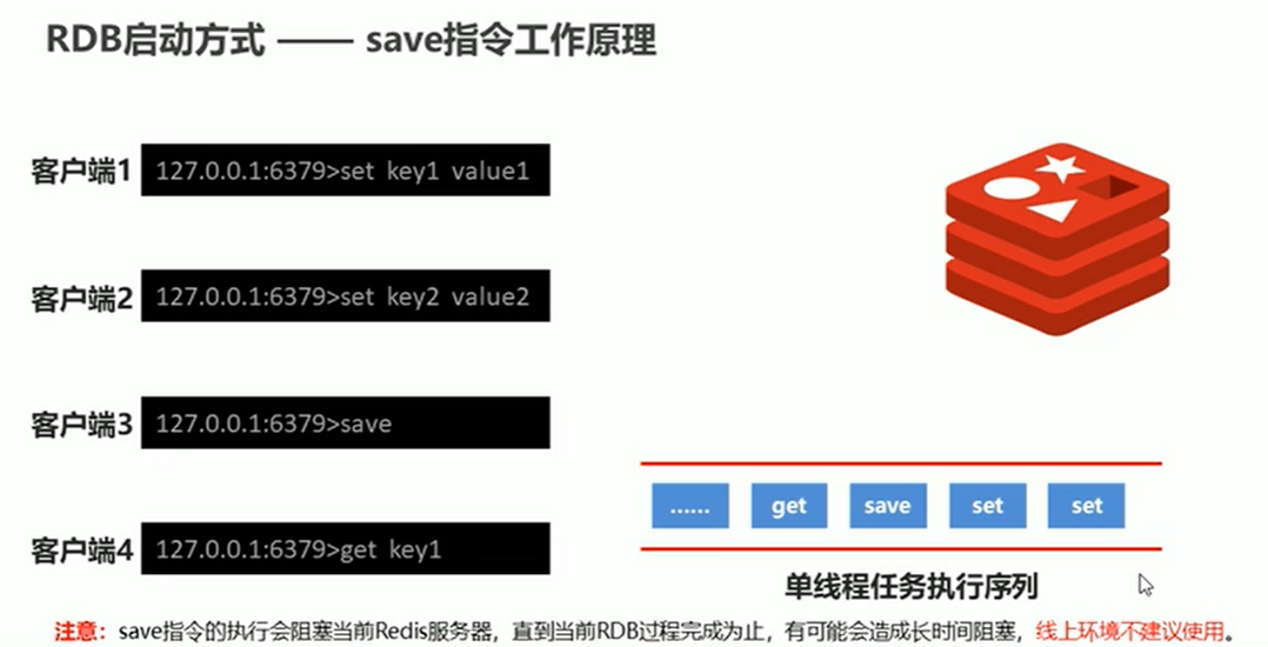 RDB启动方式 —— save指令工作原理
客户端1 127.0.0.1:6379>set key1 value1
客户端2 127.0.0.1:6379>set key2 value2
客户端3 127.0.0.1:6379>save
客户端4 127.0.0.1:6379>get key1
...... get save set set
单线程任务执行序列
注意：save指令的执行会阻塞当前Redis服务器，直到当前RDB过程完成为止，有可能会造成长时间阻塞，线上环境不建议使用。